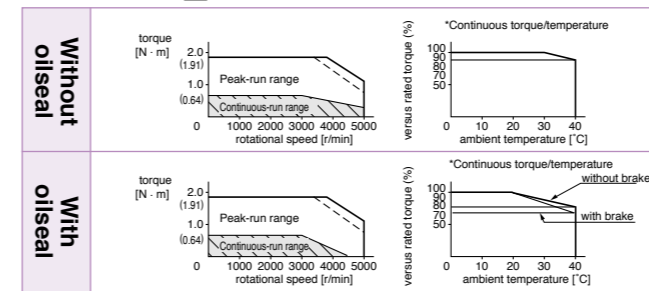 Without
oilseal
torque
[N · m]
2.0
(1.91)
1.0
(0.64)
Peak-run range
Continuous-run range
0 1000 2000 3000 4000 5000
rotational speed [r/min]
*Continuous torque/temperature
versus rated torque (%)
100
90
80
70
50
0 10 20 30 40
ambient temperature [˚C]
With
oilseal
torque
[N · m]
2.0
(1.91)
1.0
(0.64)
Peak-run range
Continuous-run range
0 1000 2000 3000 4000 5000
rotational speed [r/min]
*Continuous torque/temperature
without brake
versus rated torque (%)
100
90
80
70
50
with brake
0 10 20 30 40
ambient temperature [˚C]